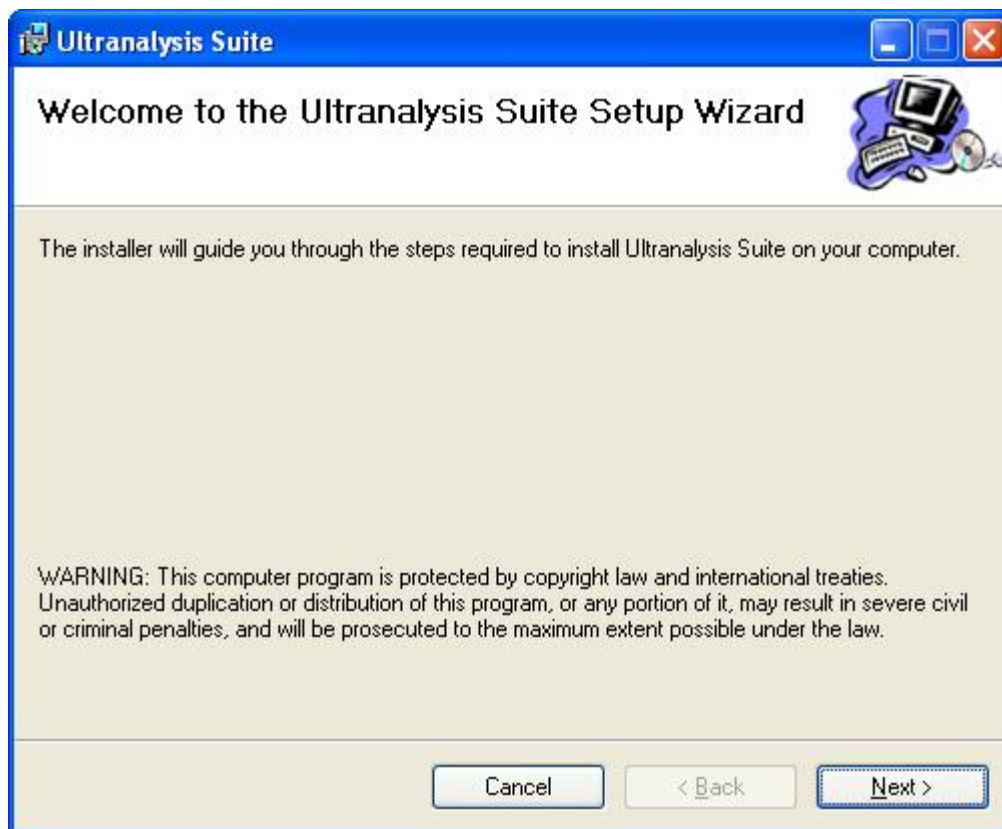 Ultranalysis Suite
Welcome to the Ultranalysis Suite Setup Wizard
The installer will guide you through the steps required to install Ultranalysis Suite on your computer.
WARNING: This computer program is protected by copyright law and international treaties.
Unauthorized duplication or distribution of this program, or any portion of it, may result in severe civil
or criminal penalties, and will be prosecuted to the maximum extent possible under the law.
Cancel < Back Next >